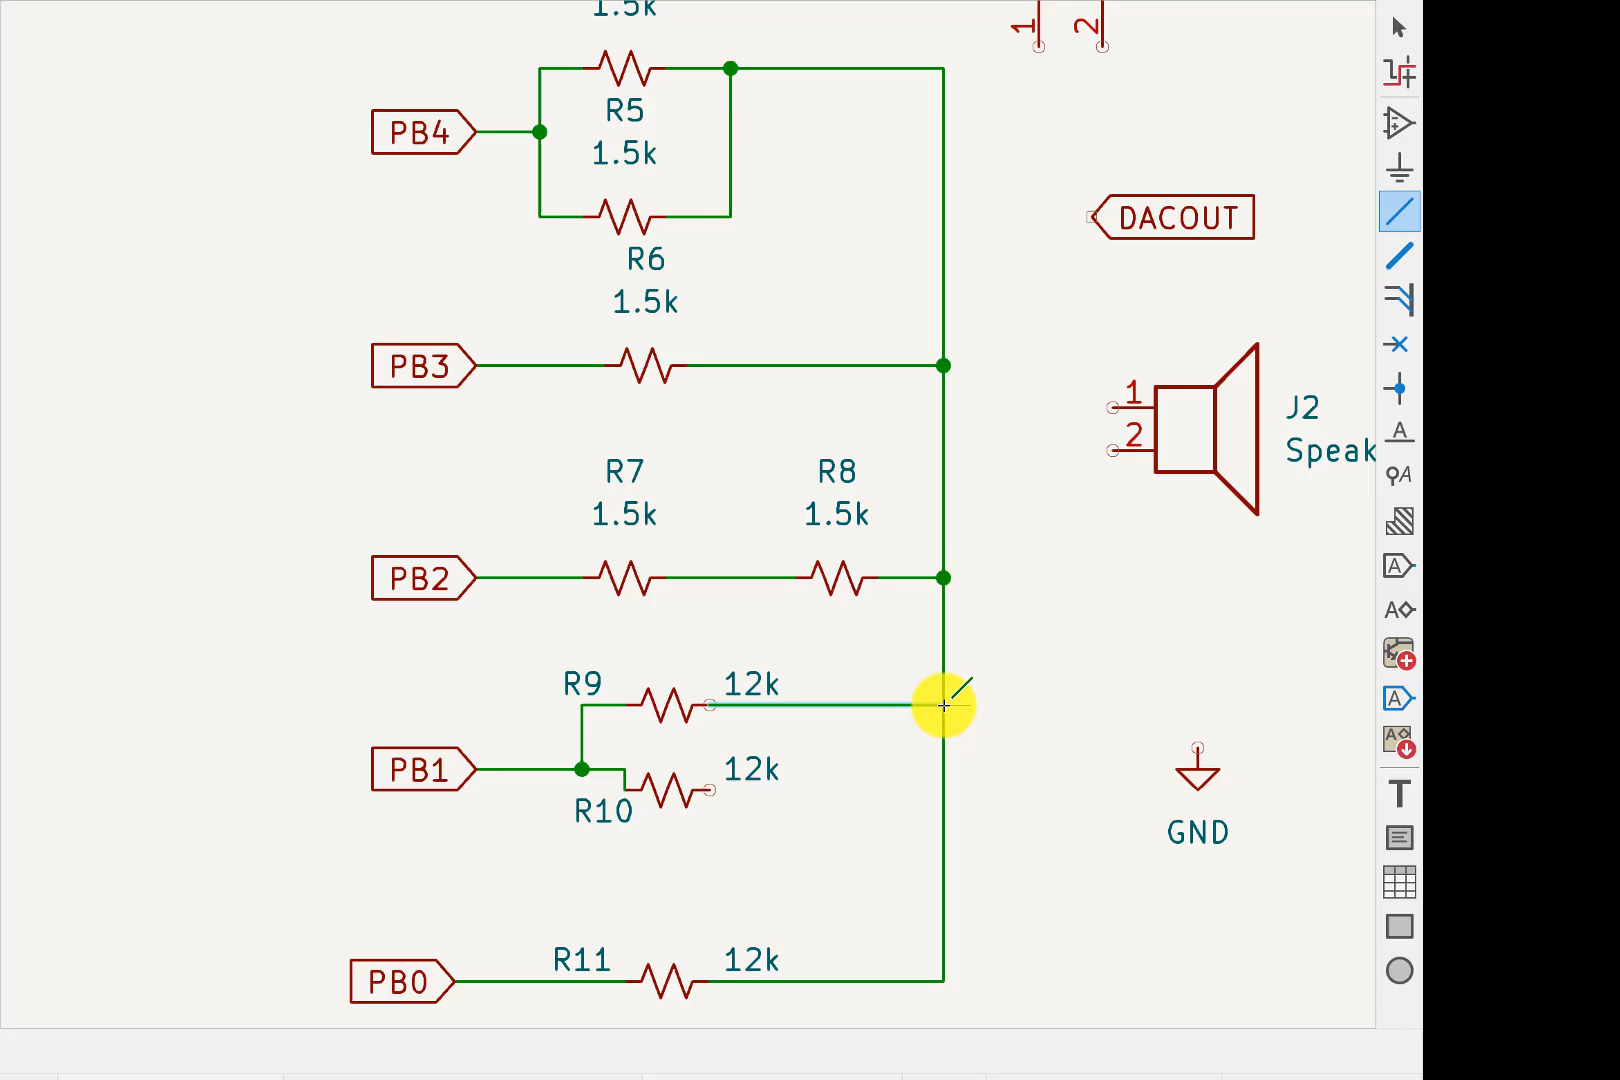 1.5k
1 2
R5
PB4
1.5k
DACOUT
R6
1.5k
PB3
1
2
J2
Speak
R7 R8
1.5k 1.5k
PB2
R9 12k
PB1 12k
R10
GND
R11 12k
PB0
A
A
A
A
A
A
T